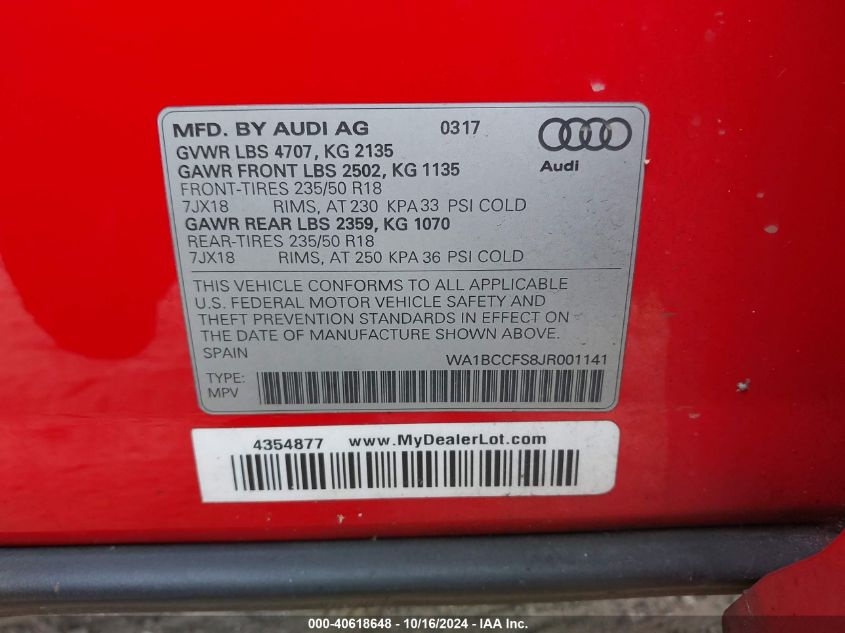 MFD. BY AUDI AG 0317
Audi
GVWR LBS 4707, KG 2135
GAWR FRONT LBS 2502, KG 1135
FRONT-TIRES 235/50 R18
7JX18 RIMS, AT 230 KPA 33 PSI COLD
GAWR REAR LBS 2359, KG 1070
REAR-TIRES 235/50 R18
7JX18 RIMS, AT 250 KPA 36 PSI COLD
THIS VEHICLE CONFORMS TO ALL APPLICABLE
U.S. FEDERAL MOTOR VEHICLE SAFETY AND
THEFT PREVENTION STANDARDS IN EFFECT ON
THE DATE OF MANUFACTURE SHOWN ABOVE.
SPAIN WA1BCCFS8JR001141
TYPE:
MPV
4354877 www.MyDealerLot.com
000-40618648 - 10/16/2024 - IAA Inc.